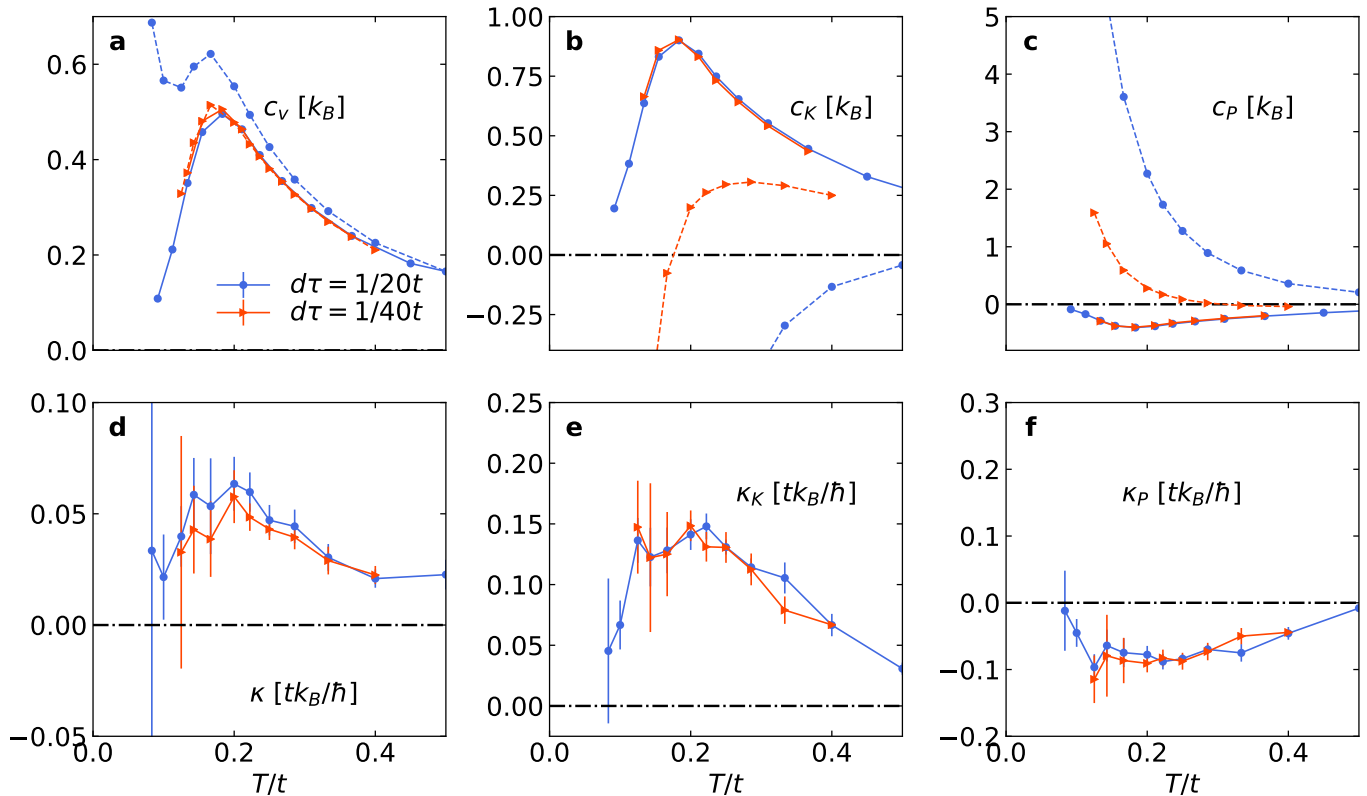 a
c_v [k_B]
0.6
0.4
0.2
0.0
dτ = 1/20t
dτ = 1/40t
b
c_K [k_B]
1.00
0.75
0.50
0.25
0.00
−0.25
c
c_P [k_B]
5
4
3
2
1
0
d
κ [tk_B/ħ]
0.10
0.05
0.00
−0.05
0.0 0.2 0.4
T/t
e
κ_K [tk_B/ħ]
0.25
0.20
0.15
0.10
0.05
0.00
0.0 0.2 0.4
T/t
f
κ_P [tk_B/ħ]
0.3
0.2
0.1
0.0
−0.1
−0.2
0.0 0.2 0.4
T/t